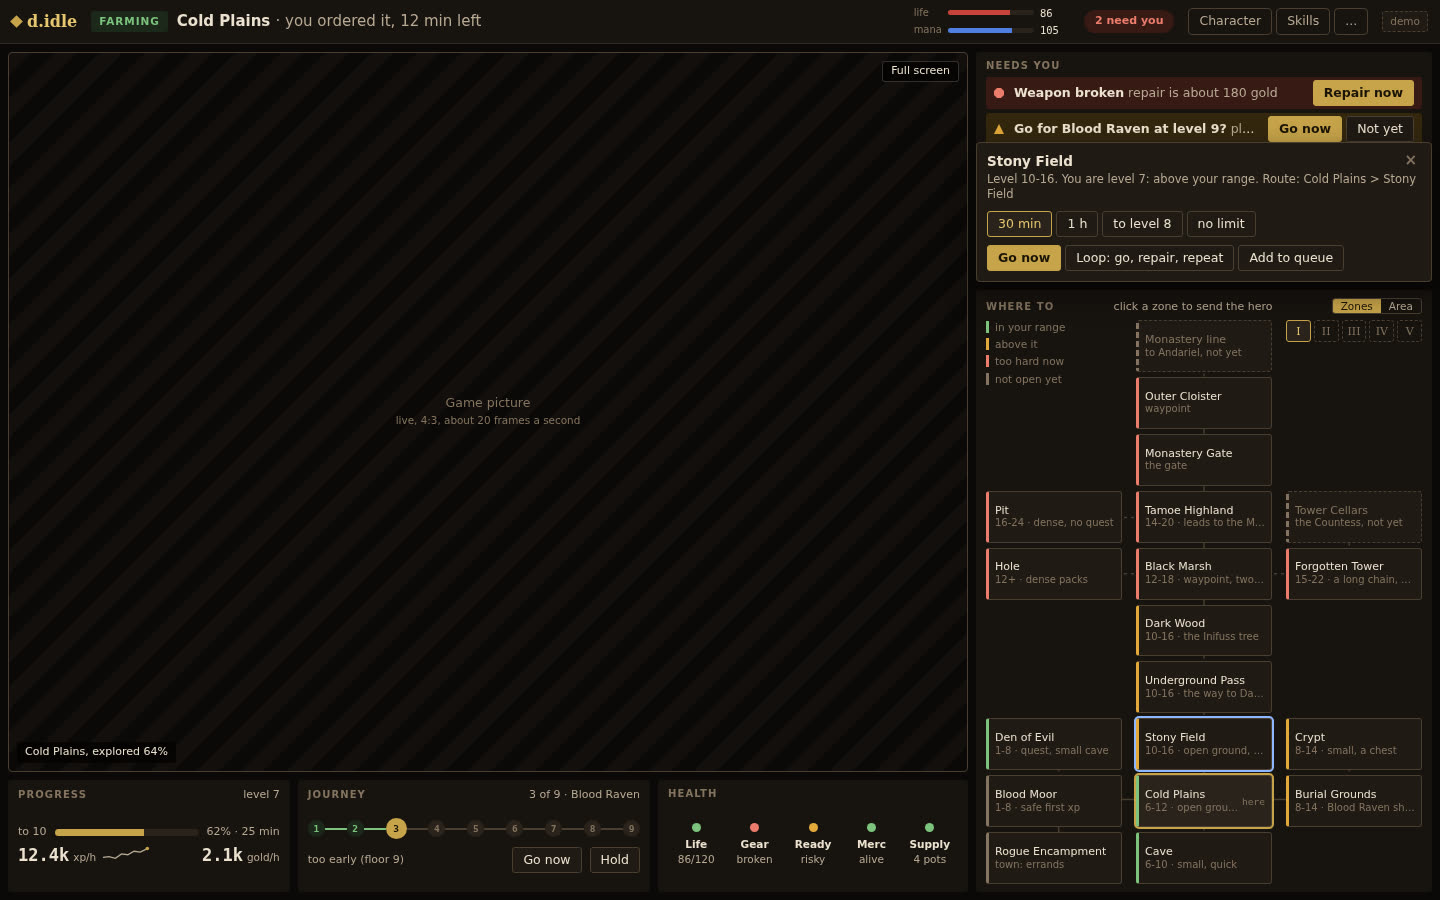 d.idle FARMING Cold Plains · you ordered it, 12 min left
life 86
mana 105
2 need you
Character Skills ... demo
Full screen
Game picture
live, 4:3, about 20 frames a second
Cold Plains, explored 64%
NEEDS YOU
Weapon broken repair is about 180 gold Repair now
Go for Blood Raven at level 9? pl... Go now Not yet
Stony Field ×
Level 10-16. You are level 7: above your range. Route: Cold Plains > Stony
Field
30 min 1 h to level 8 no limit
Go now Loop: go, repair, repeat Add to queue
WHERE TO click a zone to send the hero Zones Area
in your range
above it
too hard now
not open yet
I II III IV V
Monastery line
to Andariel, not yet
Outer Cloister
waypoint
Monastery Gate
the gate
Pit
16-24 · dense, no quest
Tamoe Highland
14-20 · leads to the M...
Tower Cellars
the Countess, not yet
Hole
12+ · dense packs
Black Marsh
12-18 · waypoint, two...
Forgotten Tower
15-22 · a long chain, ...
Dark Wood
10-16 · the Inifuss tree
Underground Pass
10-16 · the way to Da...
Den of Evil
1-8 · quest, small cave
Stony Field
10-16 · open ground, ...
Crypt
8-14 · small, a chest
Blood Moor
1-8 · safe first xp
Cold Plains
6-12 · open grou... here
Burial Grounds
8-14 · Blood Raven sh...
Rogue Encampment
town: errands
Cave
6-10 · small, quick
PROGRESS level 7
to 10 62% · 25 min
12.4k xp/h 2.1k gold/h
JOURNEY 3 of 9 · Blood Raven
1 2 3 4 5 6 7 8 9
too early (floor 9) Go now Hold
HEALTH
Life Gear Ready Merc Supply
86/120 broken risky alive 4 pots